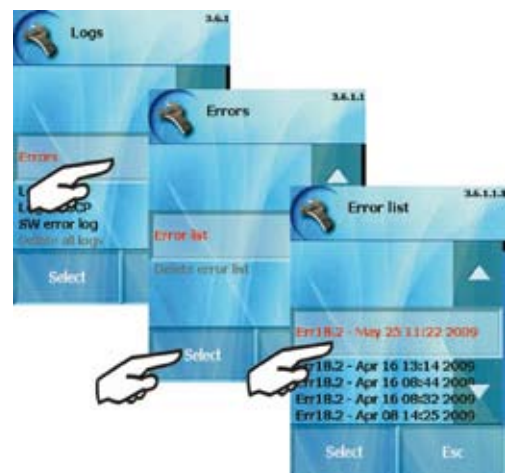 Logs
3.6.1
Errors
SW error log
Delete all logs
Select
Errors
3.6.1.1
Error list
Delete error list
Select
Error list
3.6.1.1.1
Err18.2 - May 25 11:22 2009
Err18.2 - Apr 16 13:14 2009
Err18.2 - Apr 16 08:44 2009
Err18.2 - Apr 16 08:32 2009
Err18.2 - Apr 08 14:25 2009
Select
Esc